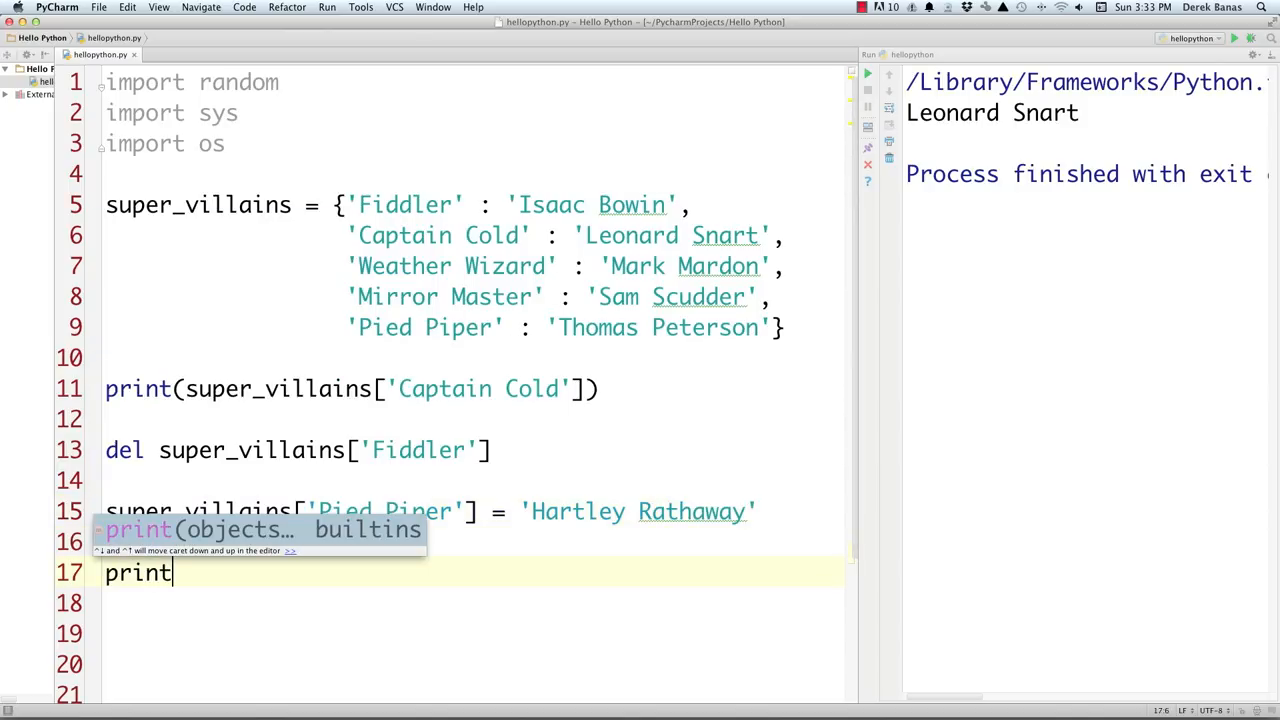 PyCharm File Edit View Navigate Code Refactor Run Tools VCS Window Help 10 Sun 3:33 PM Derek Banas
hellopython.py - Hello Python - [~/PycharmProjects/Hello Python]
Hello Python hellopython.py hellopython
hellopython.py Run hellopython
Hello P
hell
Externa
1 import random
2 import sys
3 import os
4
5 super_villains = {'Fiddler' : 'Isaac Bowin',
6 'Captain Cold' : 'Leonard Snart',
7 'Weather Wizard' : 'Mark Mardon',
8 'Mirror Master' : 'Sam Scudder',
9 'Pied Piper' : 'Thomas Peterson'}
10
11 print(super_villains['Captain Cold'])
12
13 del super_villains['Fiddler']
14
15 super_villains['Pied Piper'] = 'Hartley Rathaway'
print(objects… builtins
16
^↓ and ^↑ will move caret down and up in the editor >>
17 print
18
19
20
21
/Library/Frameworks/Python.
Leonard Snart
Process finished with exit
17:6 LF UTF-8